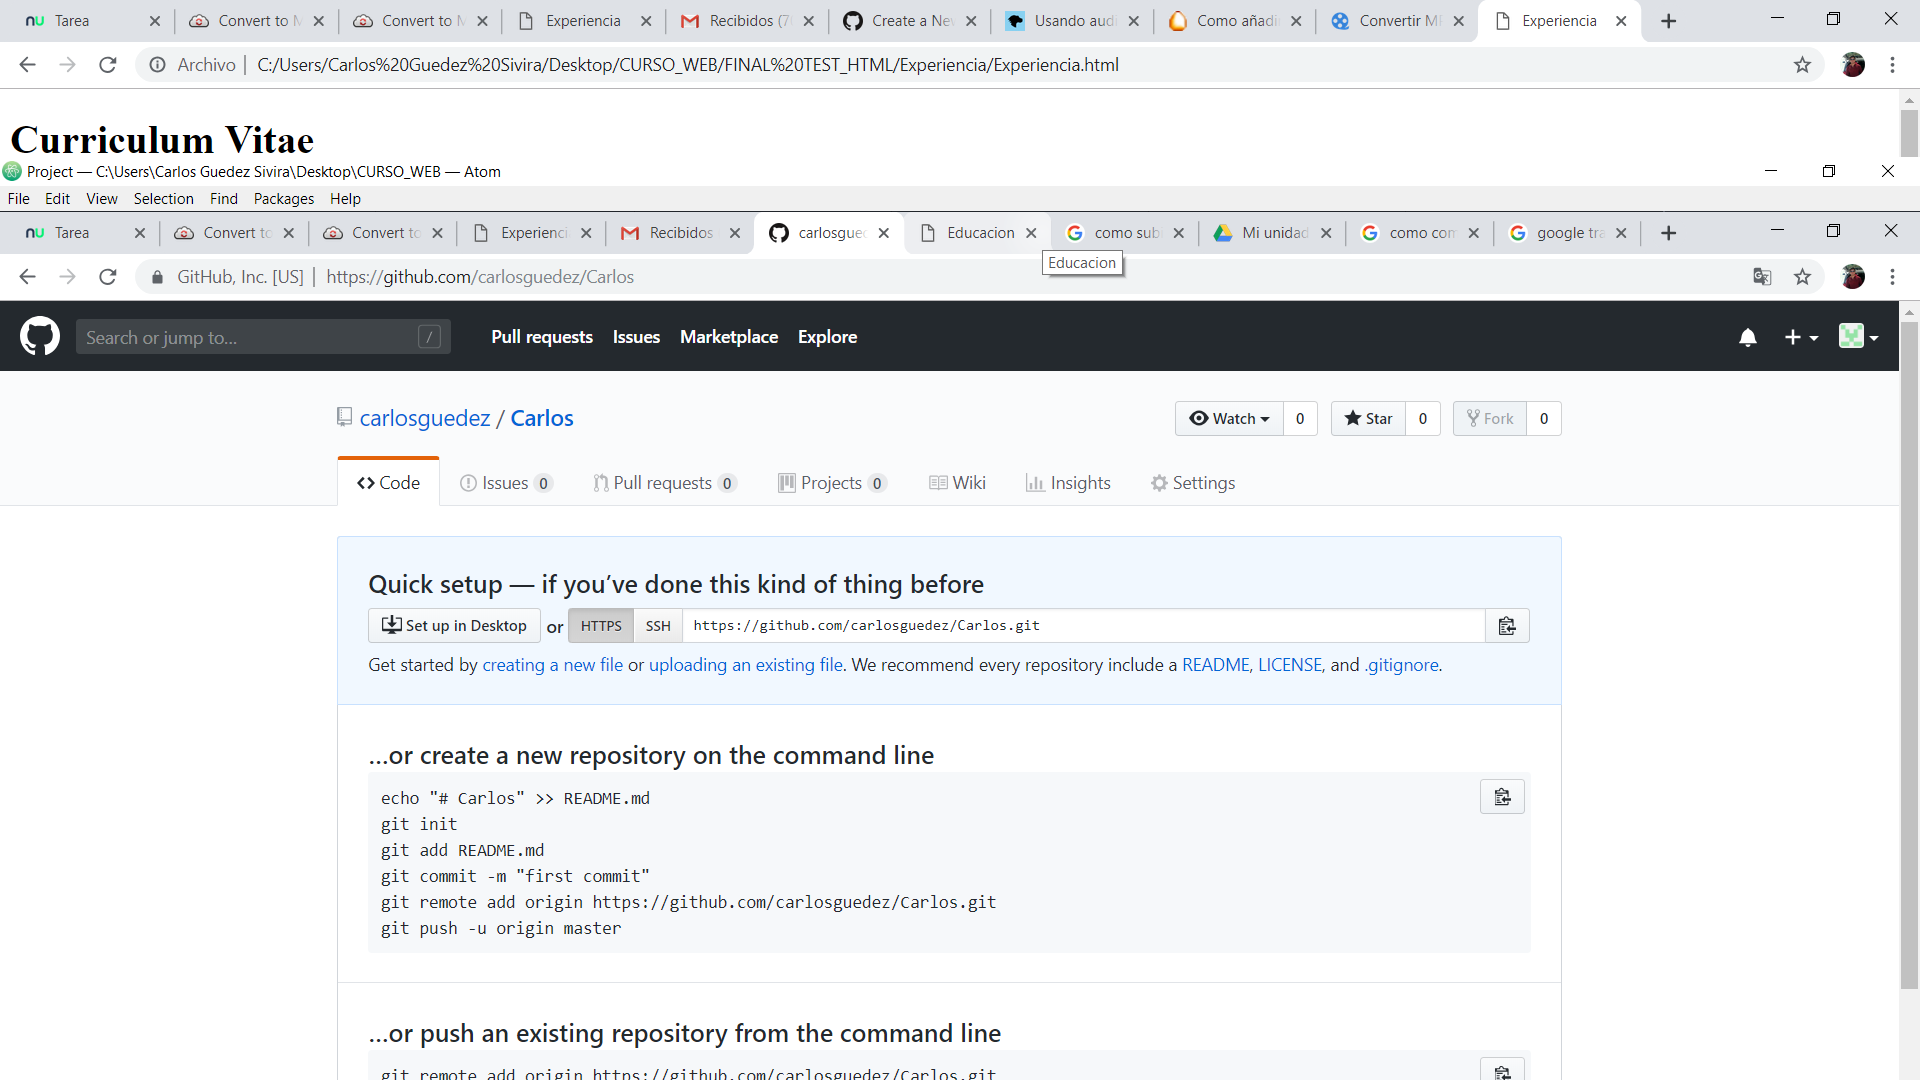 Tarea
Convert to M
Convert to M
Experiencia
Recibidos (7
Create a Nev
Usando audi
Como añadi
Convertir MP
Experiencia
Archivo
C:/Users/Carlos%20Guedez%20Sivira/Desktop/CURSO_WEB/FINAL%20TEST_HTML/Experiencia/Experiencia.html
Curriculum Vitae
Project — C:\Users\Carlos Guedez Sivira\Desktop\CURSO_WEB — Atom
File Edit View Selection Find Packages Help
Tarea
Convert to
Convert to
Experienci
Recibidos
carlosgued
Educacion
como sub
Mi unidad
como com
google tra
Educacion
GitHub, Inc. [US] | https://github.com/carlosguedez/Carlos
Search or jump to... /
Pull requests Issues Marketplace Explore
carlosguedez / Carlos
Watch 0
Star 0
Fork 0
Code
Issues 0
Pull requests 0
Projects 0
Wiki
Insights
Settings
Quick setup — if you’ve done this kind of thing before
Set up in Desktop or HTTPS SSH https://github.com/carlosguedez/Carlos.git
Get started by creating a new file or uploading an existing file. We recommend every repository include a README, LICENSE, and .gitignore.
…or create a new repository on the command line
echo "# Carlos" >> README.md
git init
git add README.md
git commit -m "first commit"
git remote add origin https://github.com/carlosguedez/Carlos.git
git push -u origin master
…or push an existing repository from the command line
git remote add origin https://github.com/carlosguedez/Carlos.git